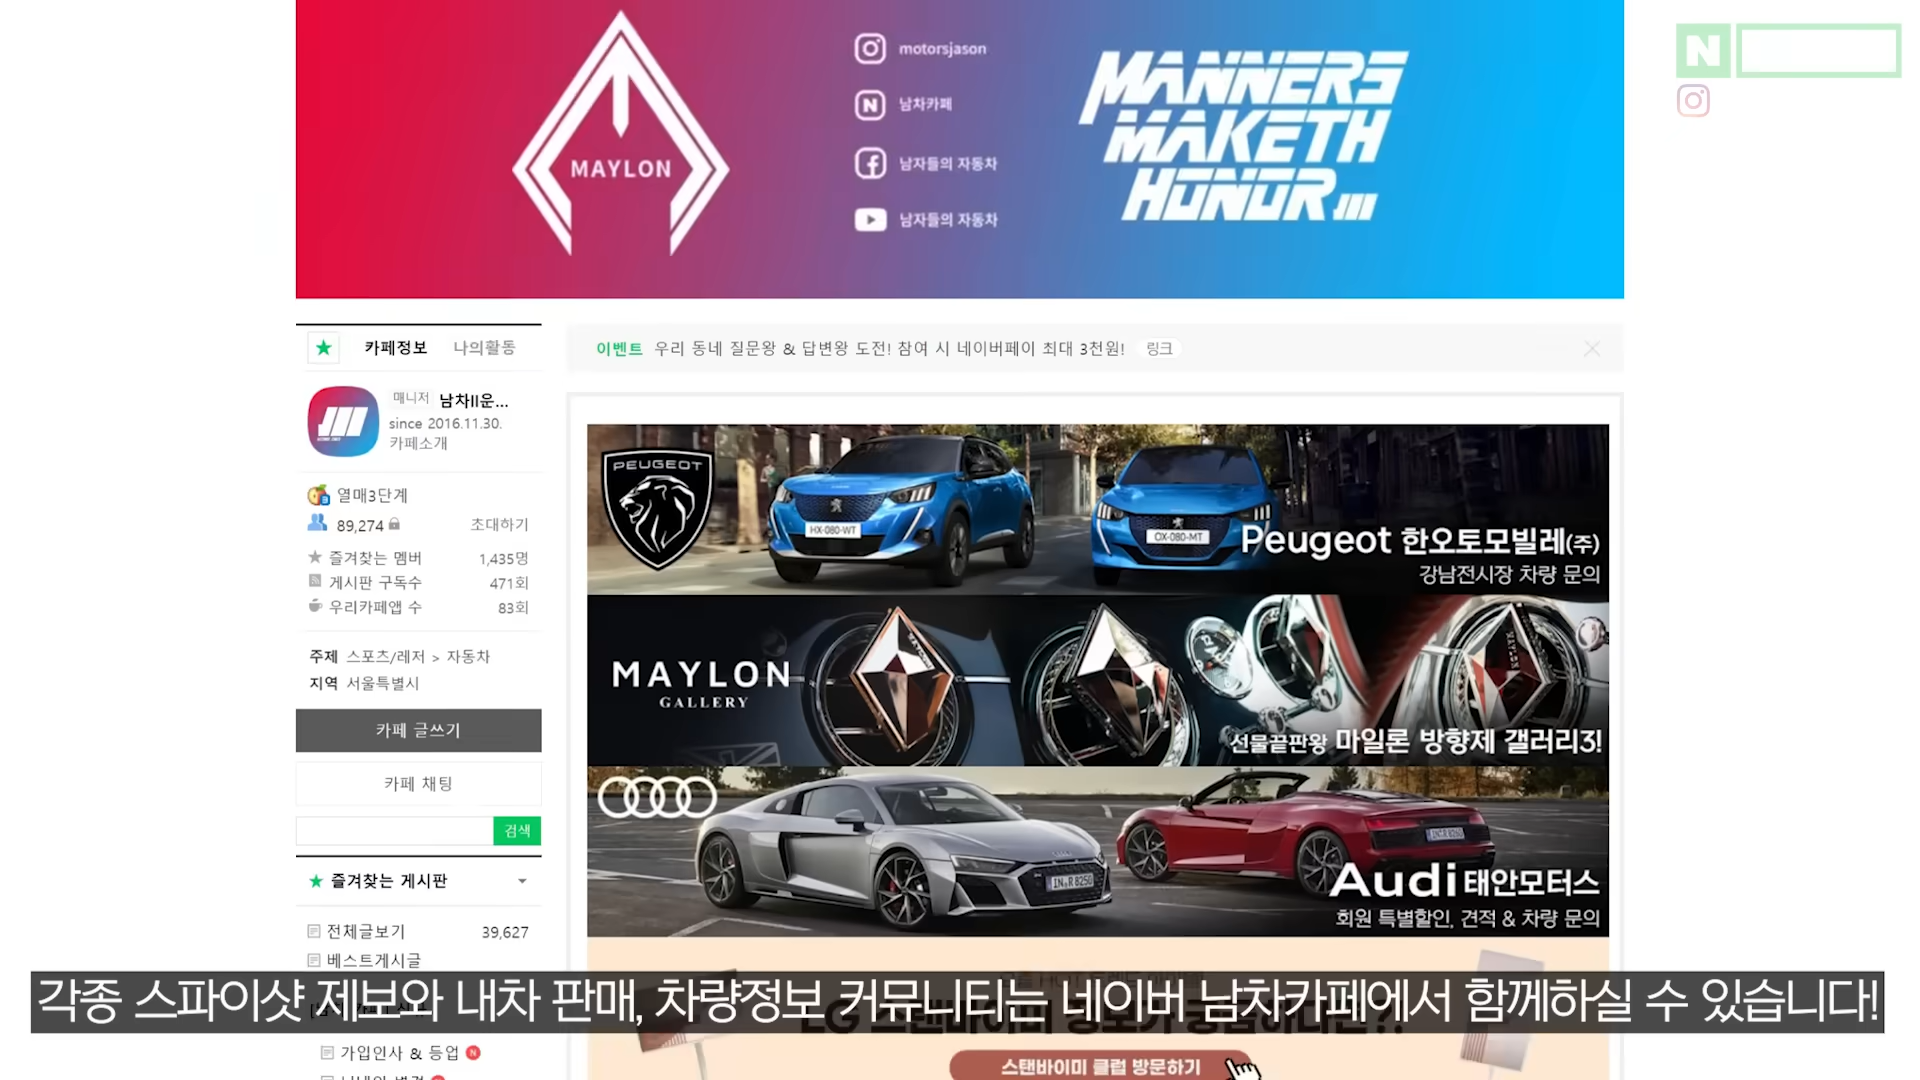 MAYLON
motorsjason
남차카페
남자들의 자동차
남자들의 자동차
MANNERS
MAKETH
HONOR
N
카페정보 나의활동
이벤트 우리 동네 질문왕 & 답변왕 도전! 참여 시 네이버페이 최대 3천원! 링크
매니저 남차II운...
since 2016.11.30.
카페소개
열매3단계
89,274 초대하기
즐겨찾는 멤버 1,435명
게시판 구독수 471회
우리카페앱 수 83회
주제 스포츠/레저 > 자동차
지역 서울특별시
카페 글쓰기
카페 채팅
검색
즐겨찾는 게시판
전체글보기 39,627
베스트게시글
가입인사 & 등업 N
PEUGEOT
HX-080-WT
OX-080-MT
Peugeot 한오토모빌레(주)
강남전시장 차량 문의
MAYLON
GALLERY
선물끝판왕 마일론 방향제 갤러리3!
IN R 8250
Audi 태안모터스
회원 특별할인, 견적 & 차량 문의
스탠바이미 클럽 방문하기
각종 스파이샷 제보와 내차 판매, 차량정보 커뮤니티는 네이버 남차카페에서 함께하실 수 있습니다!